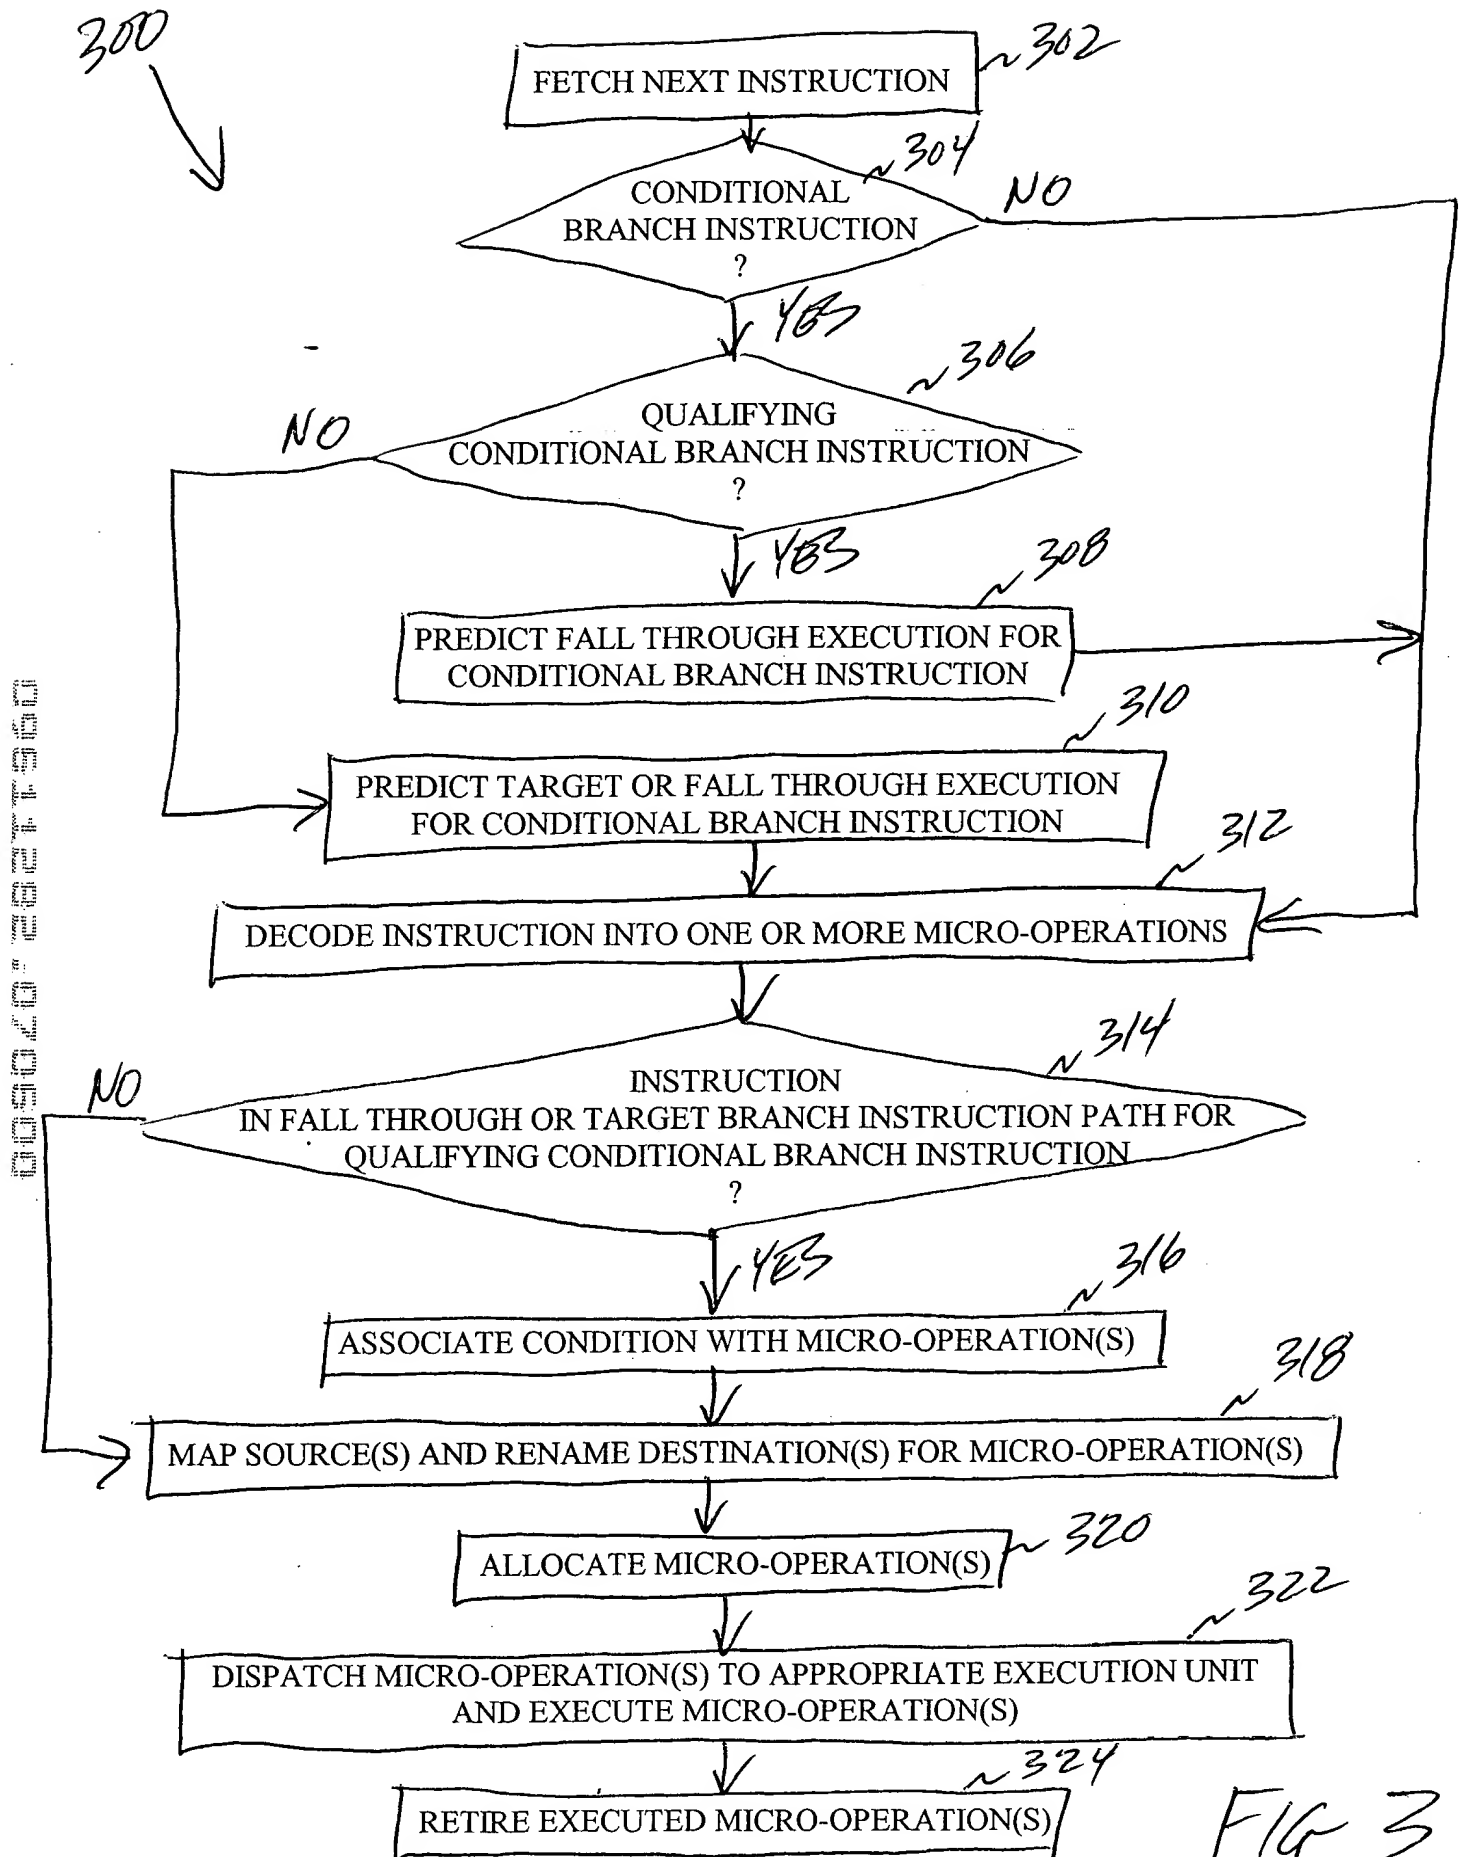 300
302
FETCH NEXT INSTRUCTION
304
CONDITIONAL
BRANCH INSTRUCTION
?
NO
YES
306
QUALIFYING
CONDITIONAL BRANCH INSTRUCTION
?
NO
YES
308
PREDICT FALL THROUGH EXECUTION FOR
CONDITIONAL BRANCH INSTRUCTION
310
PREDICT TARGET OR FALL THROUGH EXECUTION
FOR CONDITIONAL BRANCH INSTRUCTION
312
DECODE INSTRUCTION INTO ONE OR MORE MICRO-OPERATIONS
314
INSTRUCTION
IN FALL THROUGH OR TARGET BRANCH INSTRUCTION PATH FOR
QUALIFYING CONDITIONAL BRANCH INSTRUCTION
?
NO
YES
316
ASSOCIATE CONDITION WITH MICRO-OPERATION(S)
318
MAP SOURCE(S) AND RENAME DESTINATION(S) FOR MICRO-OPERATION(S)
320
ALLOCATE MICRO-OPERATION(S)
322
DISPATCH MICRO-OPERATION(S) TO APPROPRIATE EXECUTION UNIT
AND EXECUTE MICRO-OPERATION(S)
324
RETIRE EXECUTED MICRO-OPERATION(S)
FIG 3